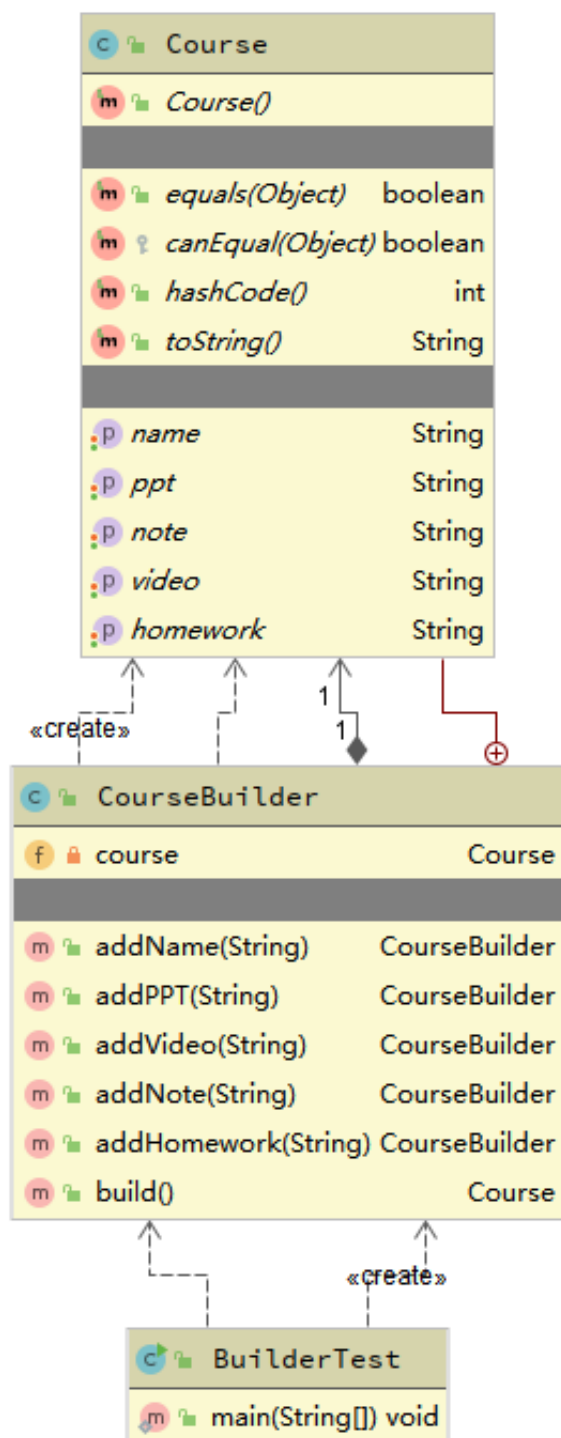 Course
Course()
equals(Object) boolean
canEqual(Object) boolean
hashCode() int
toString() String
name String
ppt String
note String
video String
homework String
«create»
1
1
CourseBuilder
course Course
addName(String) CourseBuilder
addPPT(String) CourseBuilder
addVideo(String) CourseBuilder
addNote(String) CourseBuilder
addHomework(String) CourseBuilder
build() Course
«create»
BuilderTest
main(String[]) void